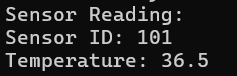 Sensor Reading:
Sensor ID: 101
Temperature: 36.5